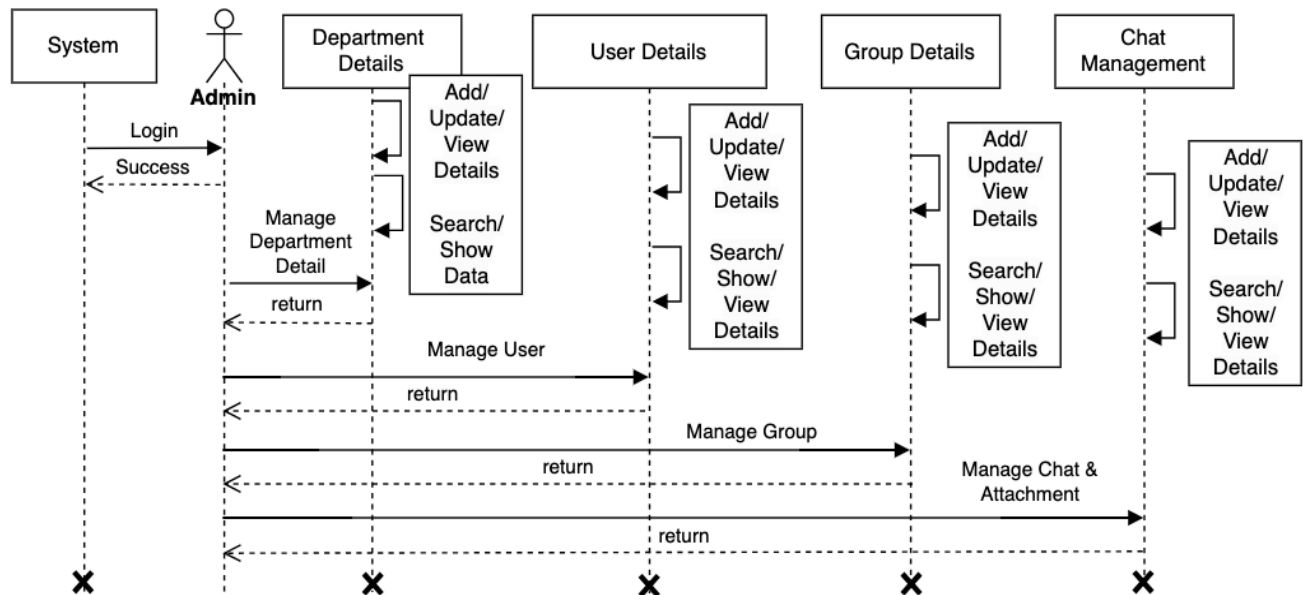 System
Admin
Department
Details
User Details
Group Details
Chat
Management
Login
Success
Add/
Update/
View
Details
Search/
Show
Data
Add/
Update/
View
Details
Search/
Show/
View
Details
Add/
Update/
View
Details
Search/
Show/
View
Details
Add/
Update/
View
Details
Search/
Show/
View
Details
Manage
Department
Detail
return
Manage User
return
Manage Group
return
Manage Chat &
Attachment
return